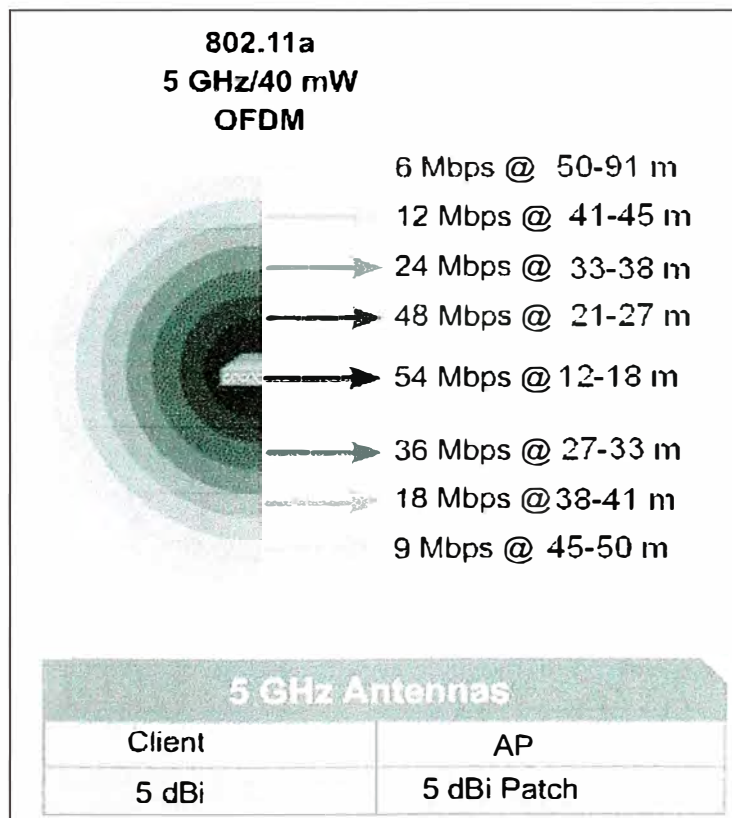 802.11a
5 GHz/40 mW
OFDM
6 Mbps @ 50-91 m
12 Mbps @ 41-45 m
24 Mbps @ 33-38 m
48 Mbps @ 21-27 m
54 Mbps @ 12-18 m
36 Mbps @ 27-33 m
18 Mbps @38-41 m
9 Mbps @ 45-50 m
5 GHz Antennas
Client AP
5 dBi 5 dBi Patch